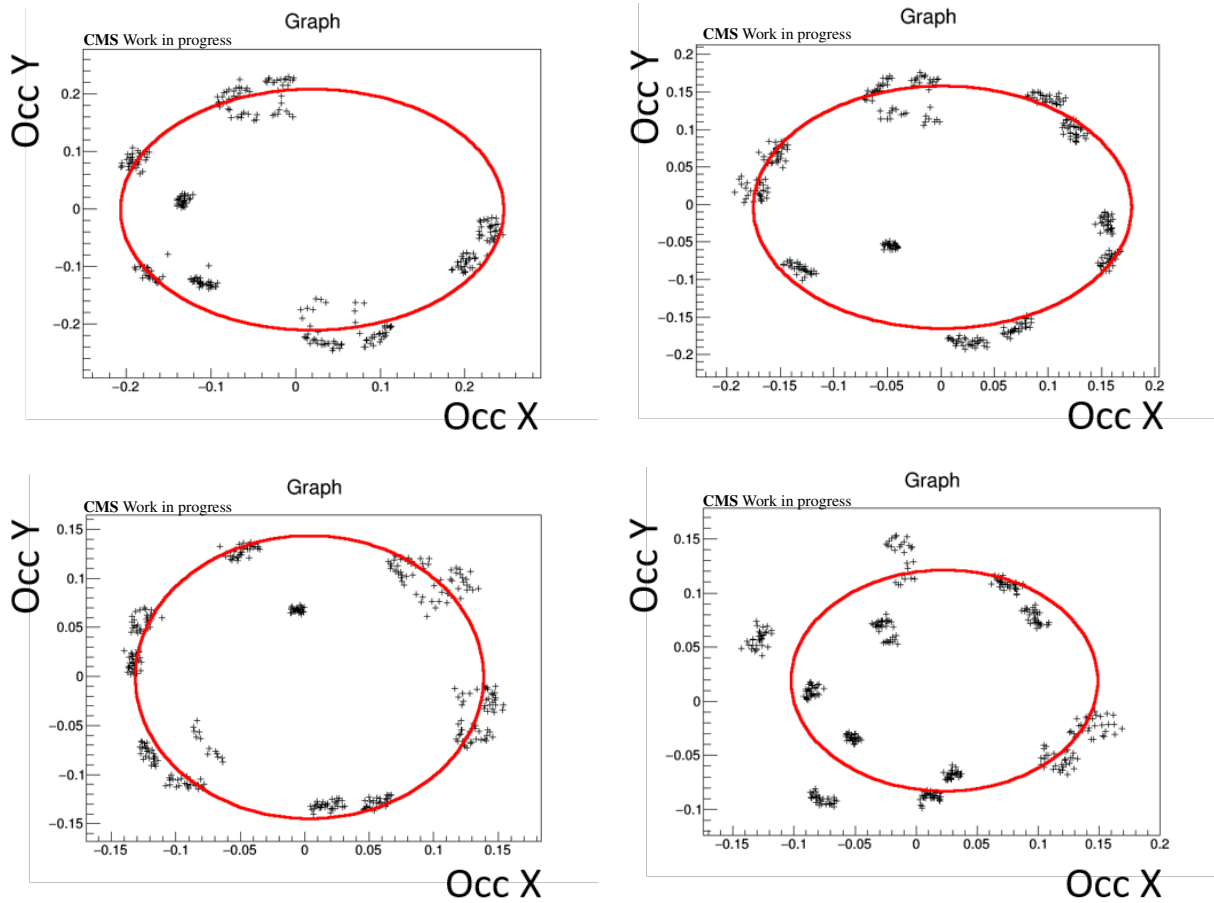 Graph
CMS Work in progress
Occ Y
0.2
0.1
0
−0.1
−0.2
−0.2 −0.1 0 0.1 0.2
Occ X
Graph
CMS Work in progress
Occ Y
0.2
0.15
0.1
0.05
0
−0.05
−0.1
−0.15
−0.2
−0.2 −0.15 −0.1 −0.05 0 0.05 0.1 0.15 0.2
Occ X
Graph
CMS Work in progress
Occ Y
0.15
0.1
0.05
0
−0.05
−0.1
−0.15
−0.15 −0.1 −0.05 0 0.05 0.1 0.15
Occ X
Graph
CMS Work in progress
Occ Y
0.15
0.1
0.05
0
−0.05
−0.1
−0.15 −0.1 −0.05 0 0.05 0.1 0.15 0.2
Occ X